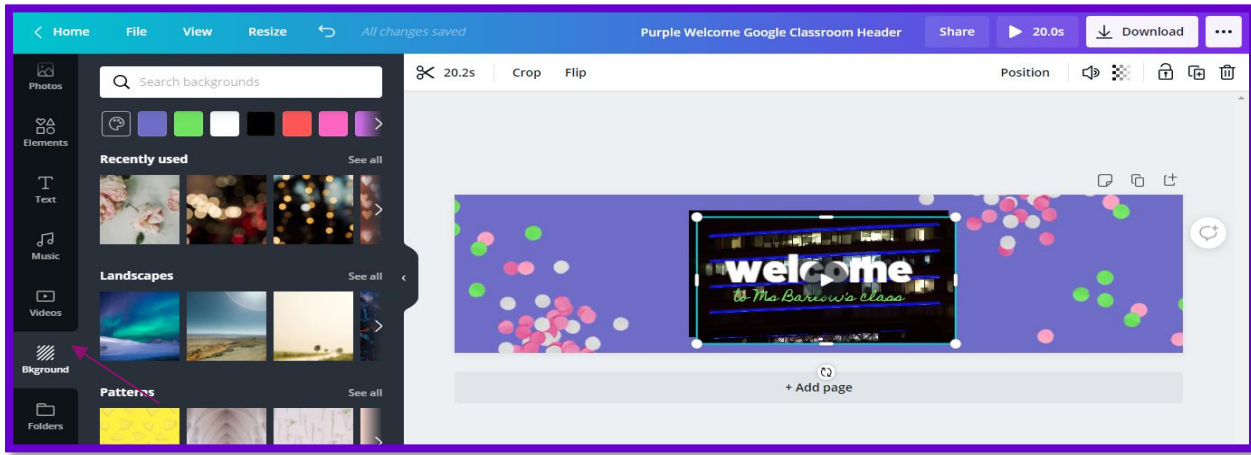 Home File View Resize All changes saved Purple Welcome Google Classroom Header Share 20.0s Download
Photos
Elements
Text
Music
Videos
Bkground
Folders
Search backgrounds
Recently used See all
Landscapes See all
Patterns See all
20.2s Crop Flip Position
welcome
to Ms Barlow's class
+ Add page